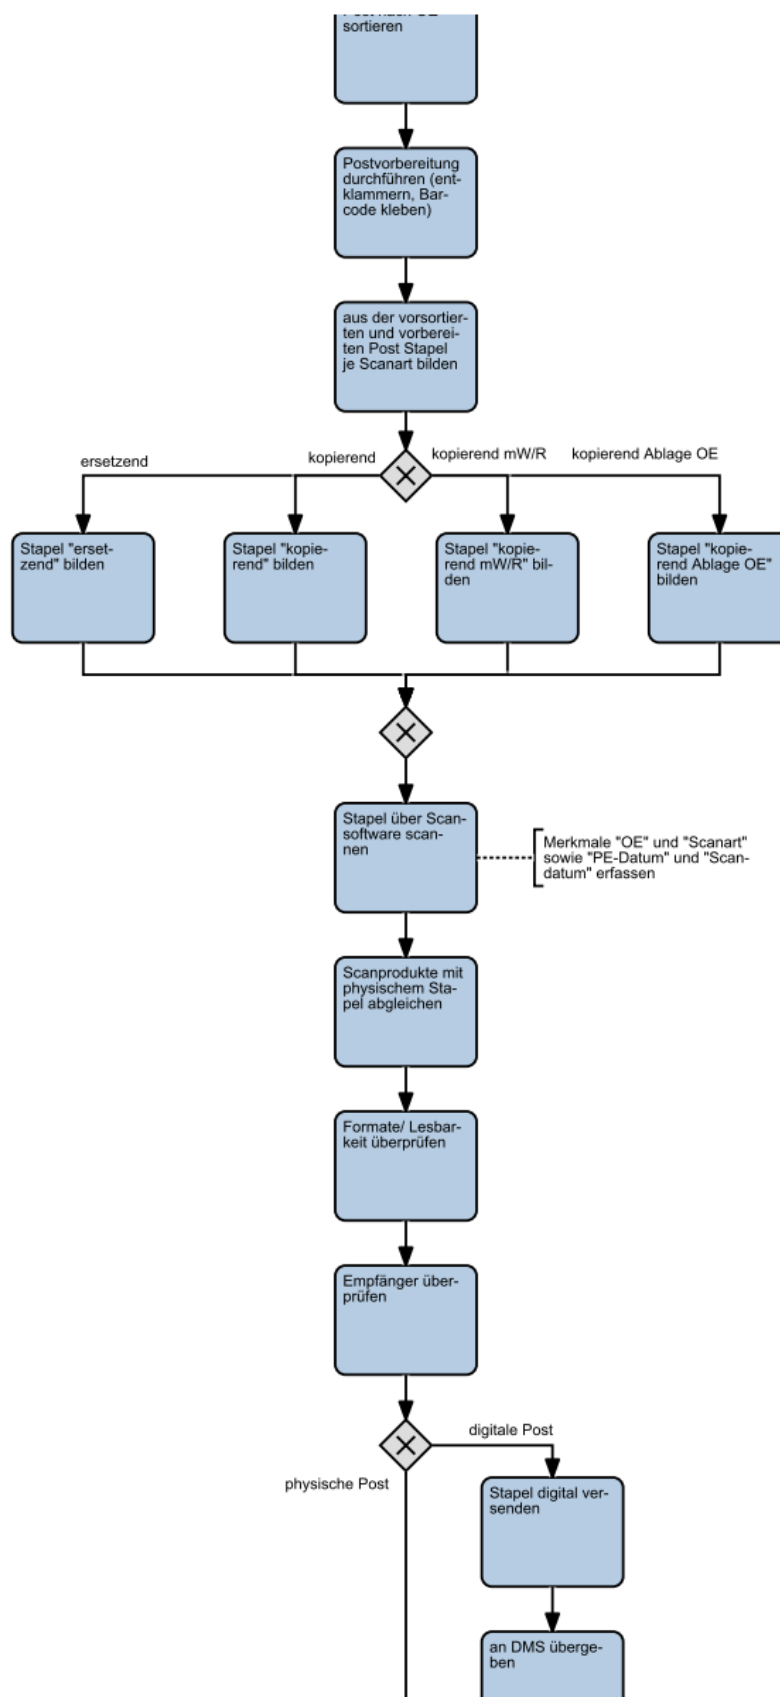 sortieren
Postvorbereitung
durchführen (ent-
klammern, Bar-
code kleben)
aus der vorsortier-
ten und vorberei-
ten Post Stapel
je Scanart bilden
ersetzend
kopierend
kopierend mW/R
kopierend Ablage OE
Stapel "erset-
zend" bilden
Stapel "kopie-
rend" bilden
Stapel "kopie-
rend mW/R" bil-
den
Stapel "kopie-
rend Ablage OE"
bilden
Stapel über Scan-
software scan-
nen
Merkmale "OE" und "Scanart"
sowie "PE-Datum" und "Scan-
datum" erfassen
Scanprodukte mit
physischem Sta-
pel abgleichen
Formate/ Lesbar-
keit überprüfen
Empfänger über-
prüfen
digitale Post
physische Post
Stapel digital ver-
senden
an DMS überge-
ben